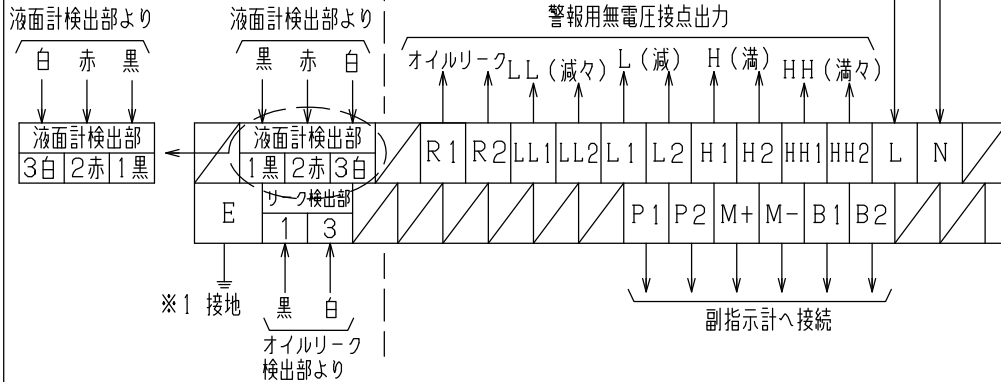 液面計検出部より 液面計検出部より 警報用無電圧接点出力
白 赤 黒 黒 赤 白 オイルリーク LL(減々) L(減) H(満) HH(満々)
液面計検出部 液面計検出部
3白 2赤 1黒 1黒 2赤 3白 R1 R2 LL1 LL2 L1 L2 H1 H2 HH1 HH2 L N
リーク検出部
E 1 3 P1 P2 M+ M- B1 B2
※1 接地 黒 白 副指示計へ接続
オイルリーク
検出部より